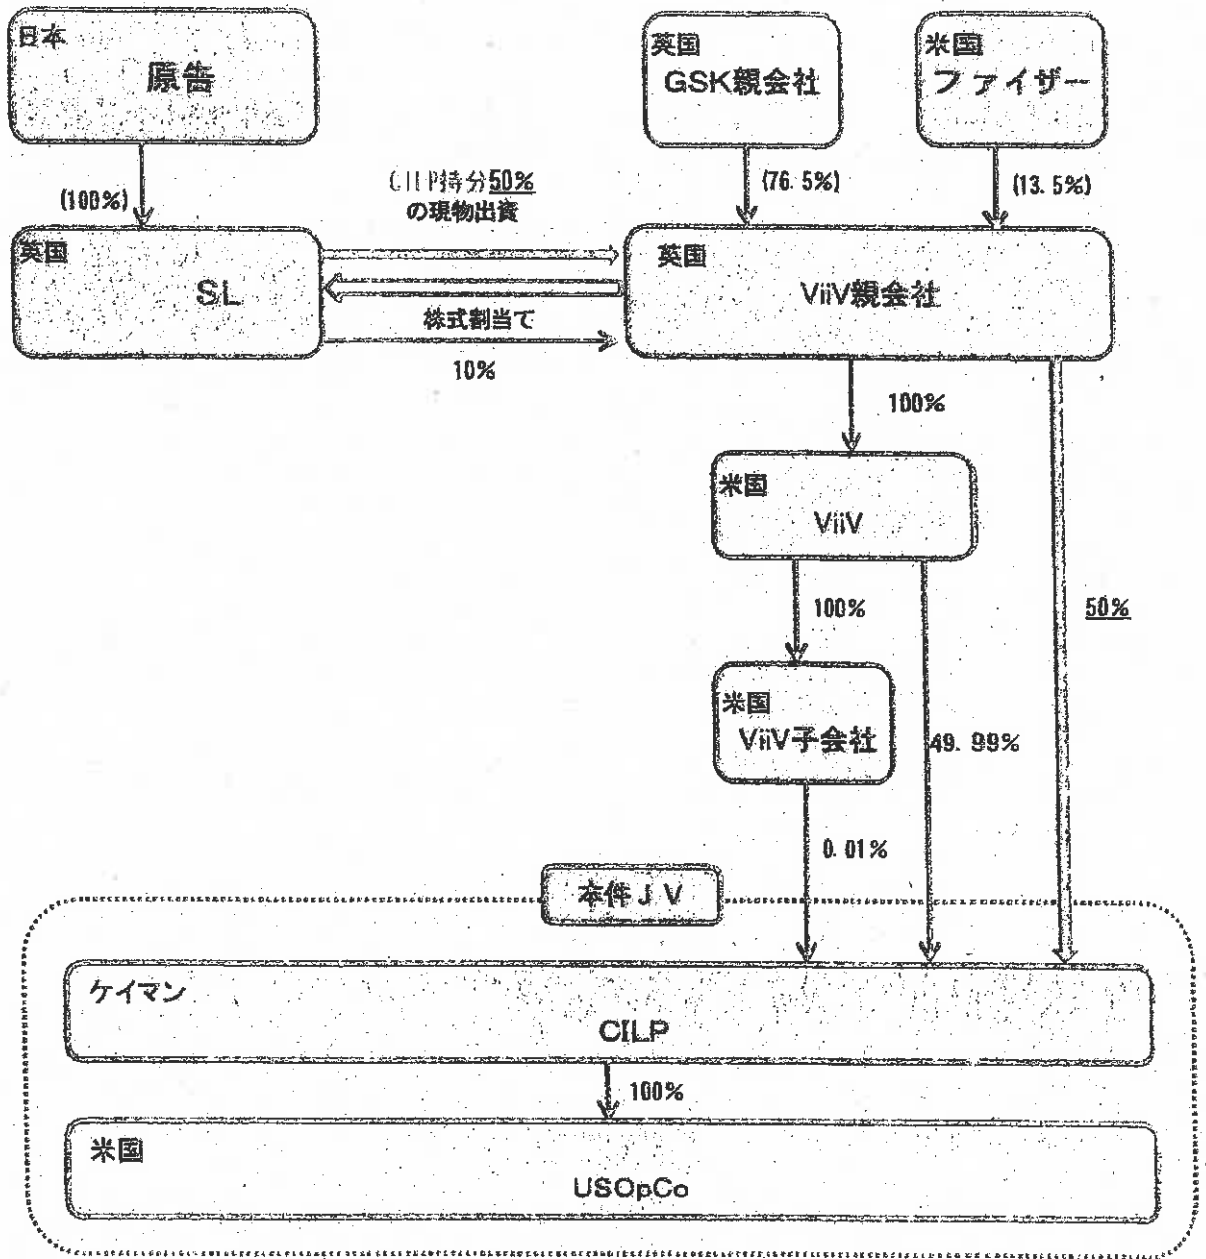 日本
原告
英国
GSK親会社
米国
ファイザー
(100%)
CILP持分50%
の現物出資
(76.5%)
(13.5%)
英国
SL
英国
ViiV親会社
株式割当て
10%
100%
米国
ViiV
100%
50%
米国
ViiV子会社
49.99%
0.01%
本件JV
ケイマン
CILP
100%
米国
USOpCo